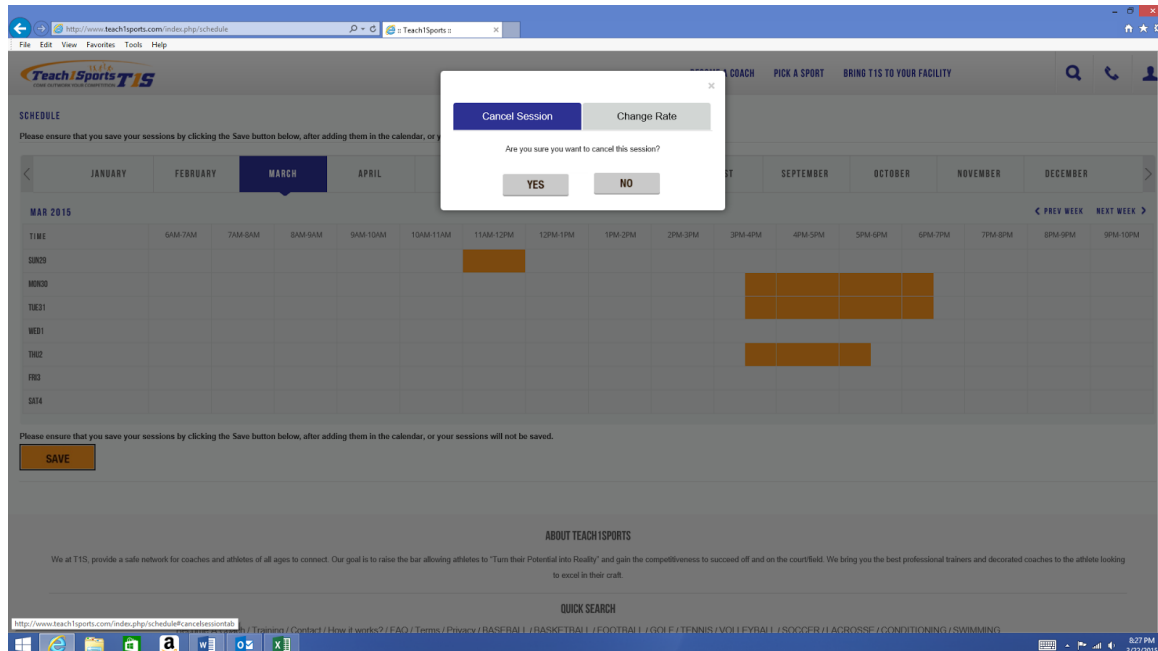 http://www.teach1sports.com/index.php/schedule
:: Teach1Sports ::
File Edit View Favorites Tools Help
Teach1Sports T1S
A COACH PICK A SPORT BRING T1S TO YOUR FACILITY
×
Cancel Session Change Rate
Are you sure you want to cancel this session?
YES NO
SCHEDULE
Please ensure that you save your sessions by clicking the Save button below, after adding them in the calendar, or y
JANUARY FEBRUARY MARCH APRIL ST SEPTEMBER OCTOBER NOVEMBER DECEMBER
MAR 2015 PREV WEEK NEXT WEEK
TIME 6AM-7AM 7AM-8AM 8AM-9AM 9AM-10AM 10AM-11AM 11AM-12PM 12PM-1PM 1PM-2PM 2PM-3PM 3PM-4PM 4PM-5PM 5PM-6PM 6PM-7PM 7PM-8PM 8PM-9PM 9PM-10PM
SUN29
MON30
TUE31
WED1
THU2
FRI3
SAT4
Please ensure that you save your sessions by clicking the Save button below, after adding them in the calendar, or your sessions will not be saved.
SAVE
ABOUT TEACH1SPORTS
We at T1S, provide a safe network for coaches and athletes of all ages to connect. Our goal is to raise the bar allowing athletes to "Turn their Potential into Reality" and gain the competitiveness to succeed off and on the court/field. We bring you the best professional trainers and decorated coaches to the athlete looking
to excel in their craft.
QUICK SEARCH
http://www.teach1sports.com/index.php/schedule#cancelsessiontab
Training / Contact / How it works? / FAQ / Terms / Privacy / BASEBALL / BASKETBALL / FOOTBALL / GOLF / TENNIS / VOLLEYBALL / SOCCER / LACROSSE / CONDITIONING / SWIMMING
8:27 PM
3/22/2015